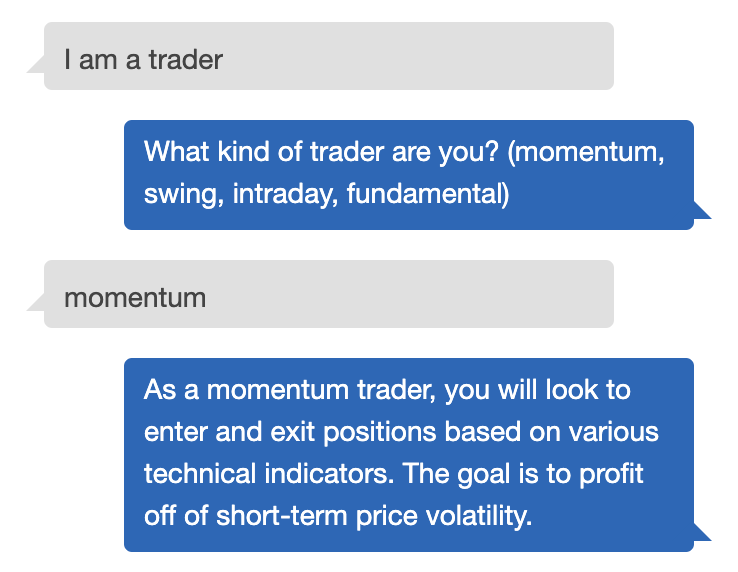 I am a trader
What kind of trader are you? (momentum,
swing, intraday, fundamental)
momentum
As a momentum trader, you will look to
enter and exit positions based on various
technical indicators. The goal is to profit
off of short-term price volatility.